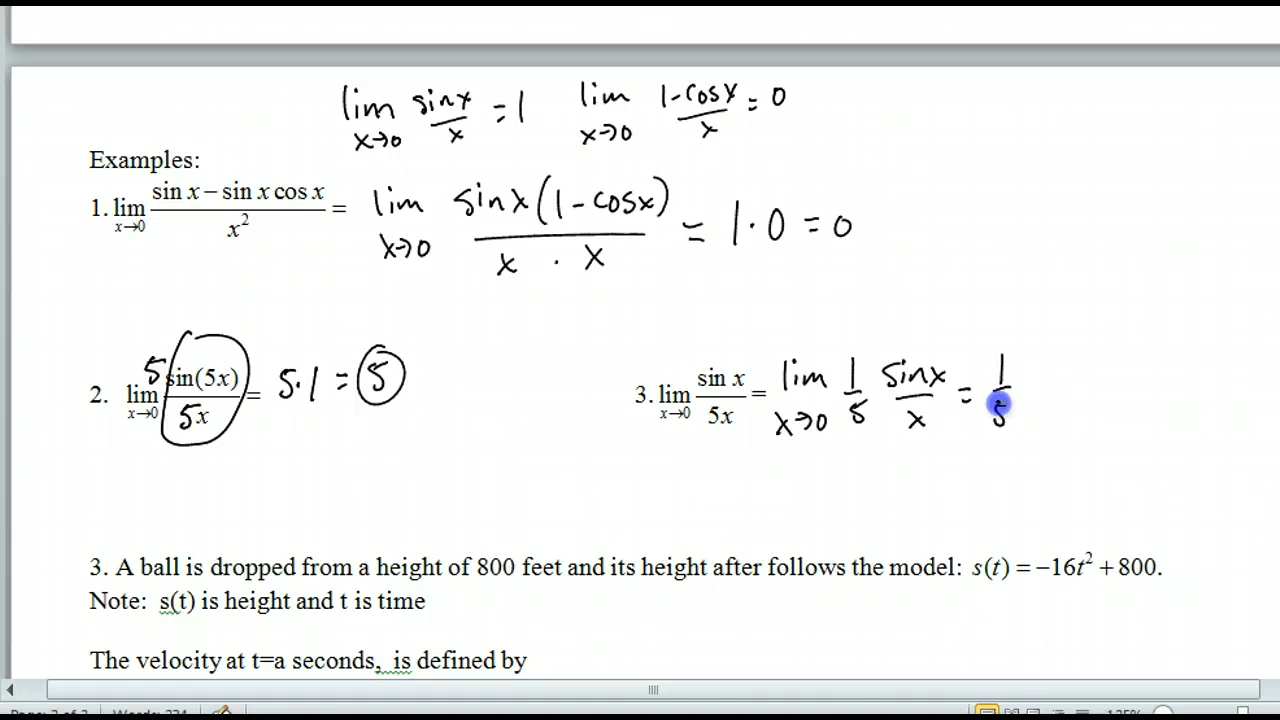 lim x→0 sinx/x = 1   lim x→0 1-cosx/x = 0
Examples:
1. lim x→0 sin x − sin x cos x / x² = lim x→0 sinx(1-cosx) / x · x = 1·0 = 0
2. lim x→0 5 sin(5x)/5x = 5·1 = 5
3. lim x→0 sin x/5x = lim x→0 1/5 sinx/x = 1/5
3. A ball is dropped from a height of 800 feet and its height after follows the model: s(t) = −16t² + 800.
Note: s(t) is height and t is time
The velocity at t=a seconds, is defined by